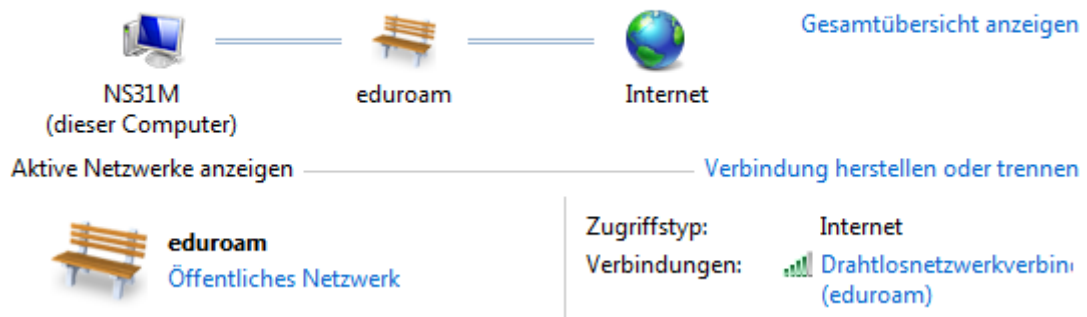 Gesamtübersicht anzeigen
NS31M
(dieser Computer)
eduroam
Internet
Aktive Netzwerke anzeigen
Verbindung herstellen oder trennen
eduroam
Öffentliches Netzwerk
Zugriffstyp: Internet
Verbindungen: Drahtlosnetzwerkverbin
(eduroam)